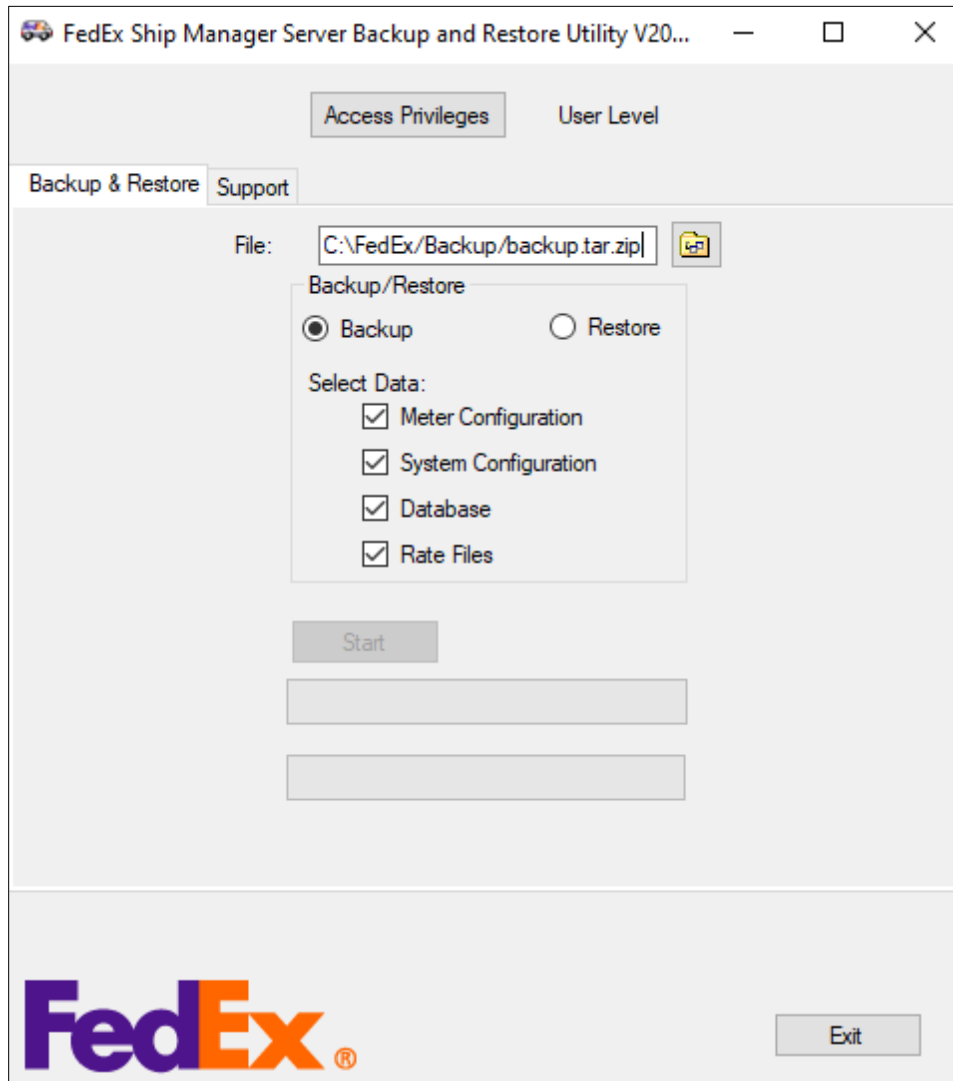 FedEx Ship Manager Server Backup and Restore Utility V20...
Access Privileges User Level
Backup & Restore Support
File: C:\FedEx/Backup/backup.tar.zip
Backup/Restore
Backup Restore
Select Data:
Meter Configuration
System Configuration
Database
Rate Files
Start
FedEx®
Exit